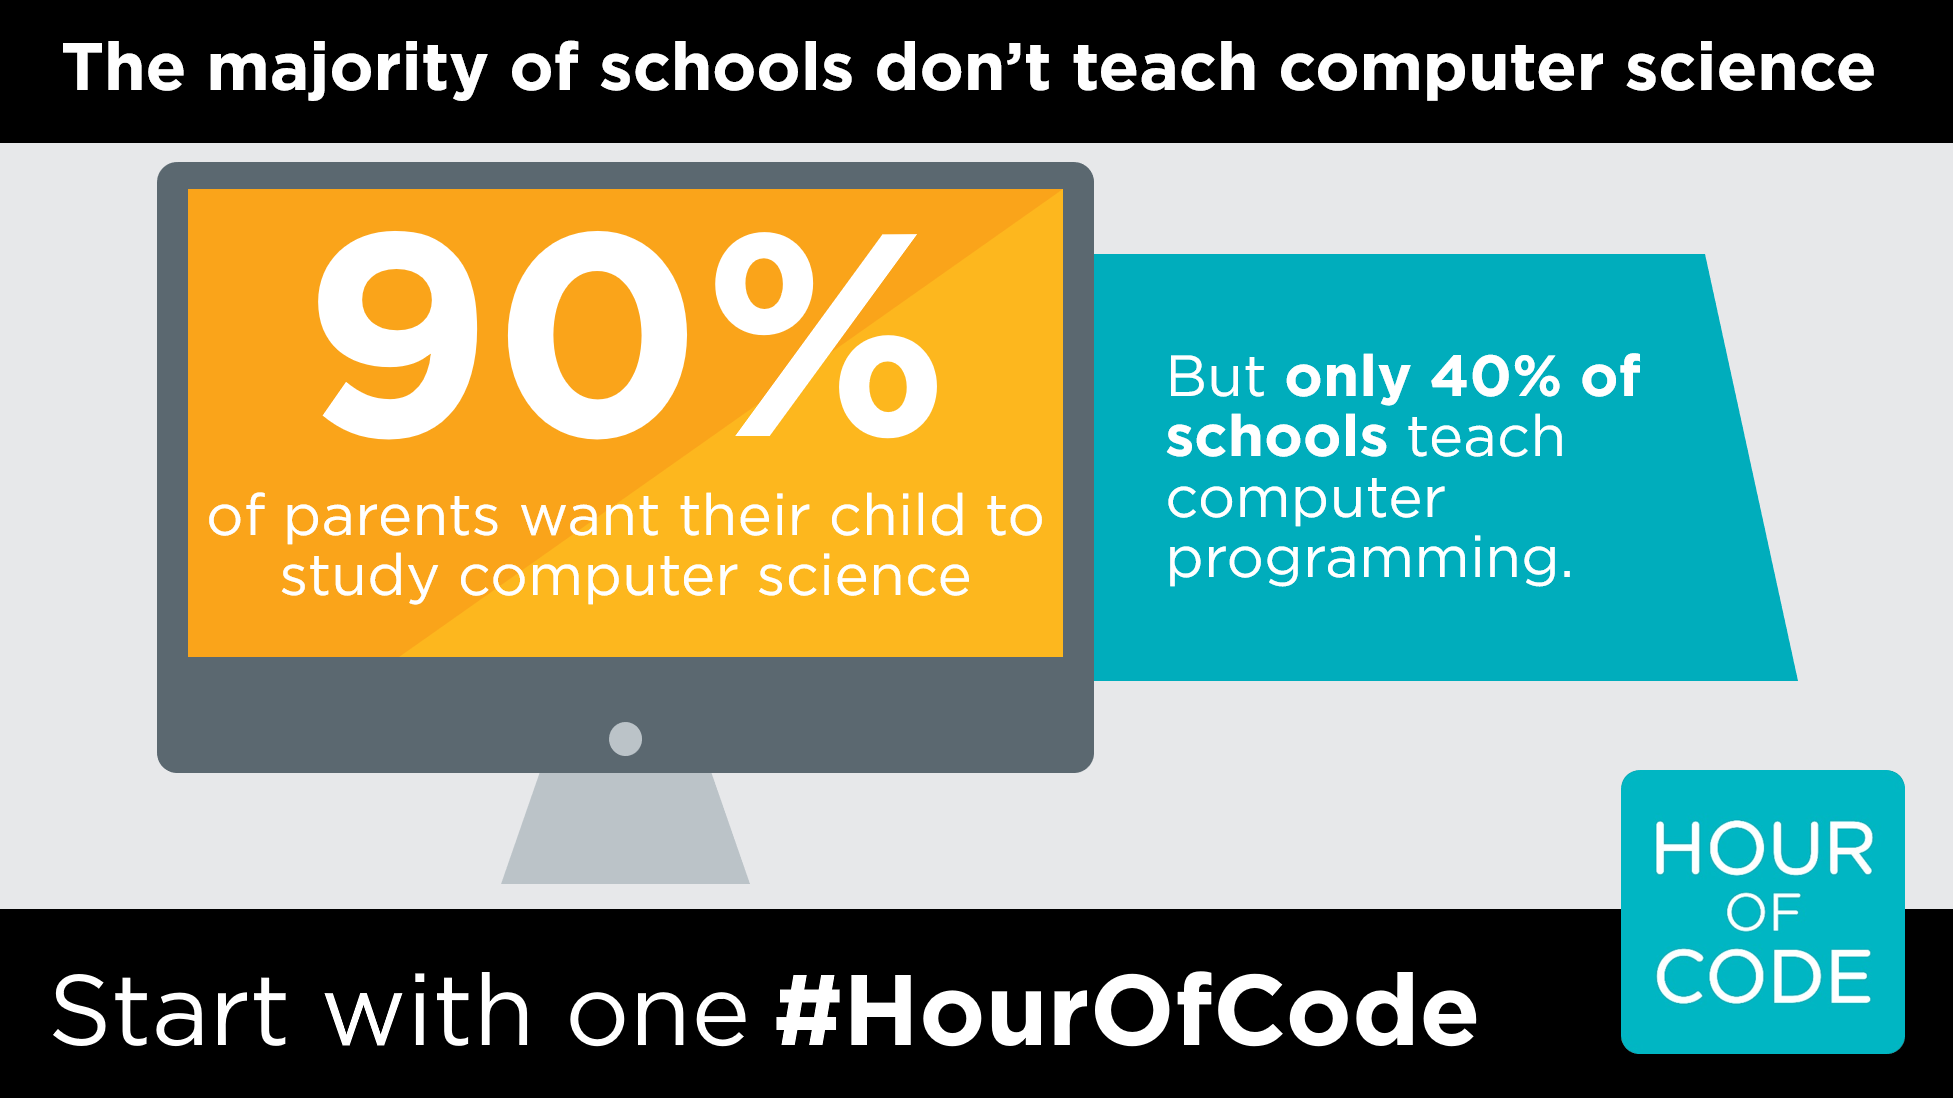 The majority of schools don’t teach computer science
90%
of parents want their child to
study computer science
But only 40% of
schools teach
computer
programming.
Start with one #HourOfCode
HOUR
OF
CODE